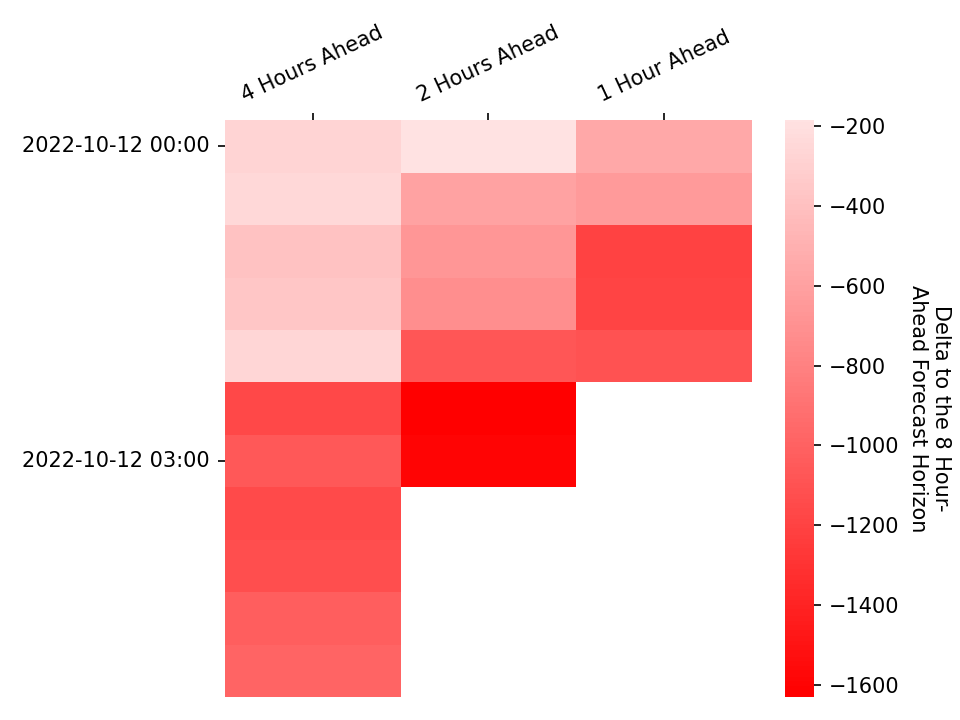 4 Hours Ahead
2 Hours Ahead
1 Hour Ahead
2022-10-12 00:00
2022-10-12 03:00
−200
−400
−600
−800
−1000
−1200
−1400
−1600
Delta to the 8 Hour-
Ahead Forecast Horizon